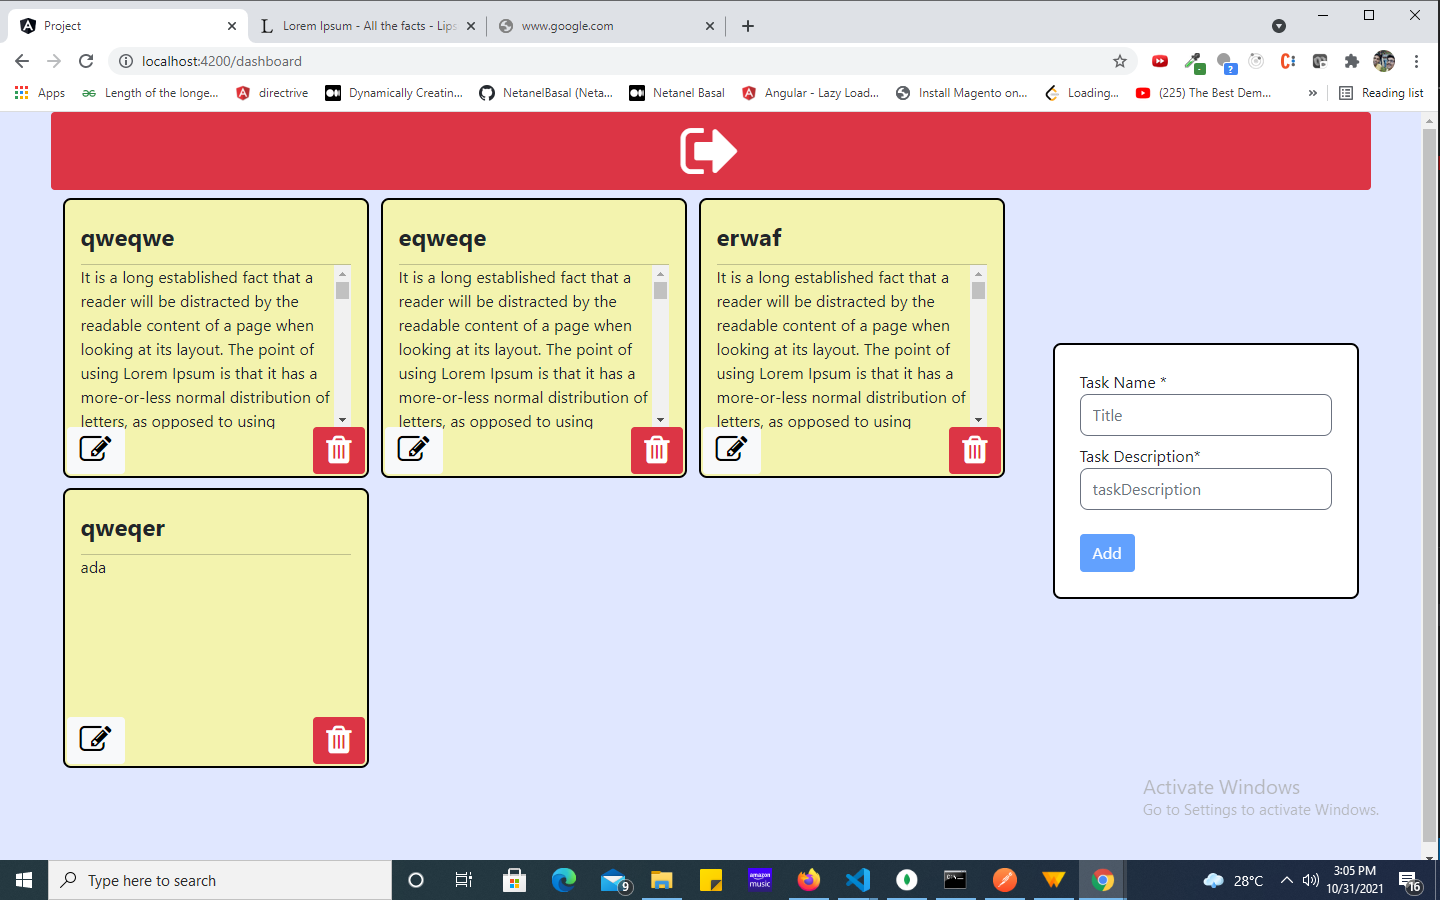 Project
Lorem Ipsum - All the facts - Lips
www.google.com
localhost:4200/dashboard
Apps
Length of the longe...
directrive
Dynamically Creatin...
NetanelBasal (Neta...
Netanel Basal
Angular - Lazy Load...
Install Magento on...
Loading...
(225) The Best Dem...
»
Reading list
qweqwe
It is a long established fact that a
reader will be distracted by the
readable content of a page when
looking at its layout. The point of
using Lorem Ipsum is that it has a
more-or-less normal distribution of
letters, as opposed to using
eqweqe
It is a long established fact that a
reader will be distracted by the
readable content of a page when
looking at its layout. The point of
using Lorem Ipsum is that it has a
more-or-less normal distribution of
letters, as opposed to using
erwaf
It is a long established fact that a
reader will be distracted by the
readable content of a page when
looking at its layout. The point of
using Lorem Ipsum is that it has a
more-or-less normal distribution of
letters, as opposed to using
qweqer
ada
Task Name *
Title
Task Description*
taskDescription
Add
Activate Windows
Go to Settings to activate Windows.
Type here to search
9
amazon
music
28°C
3:05 PM
10/31/2021
16